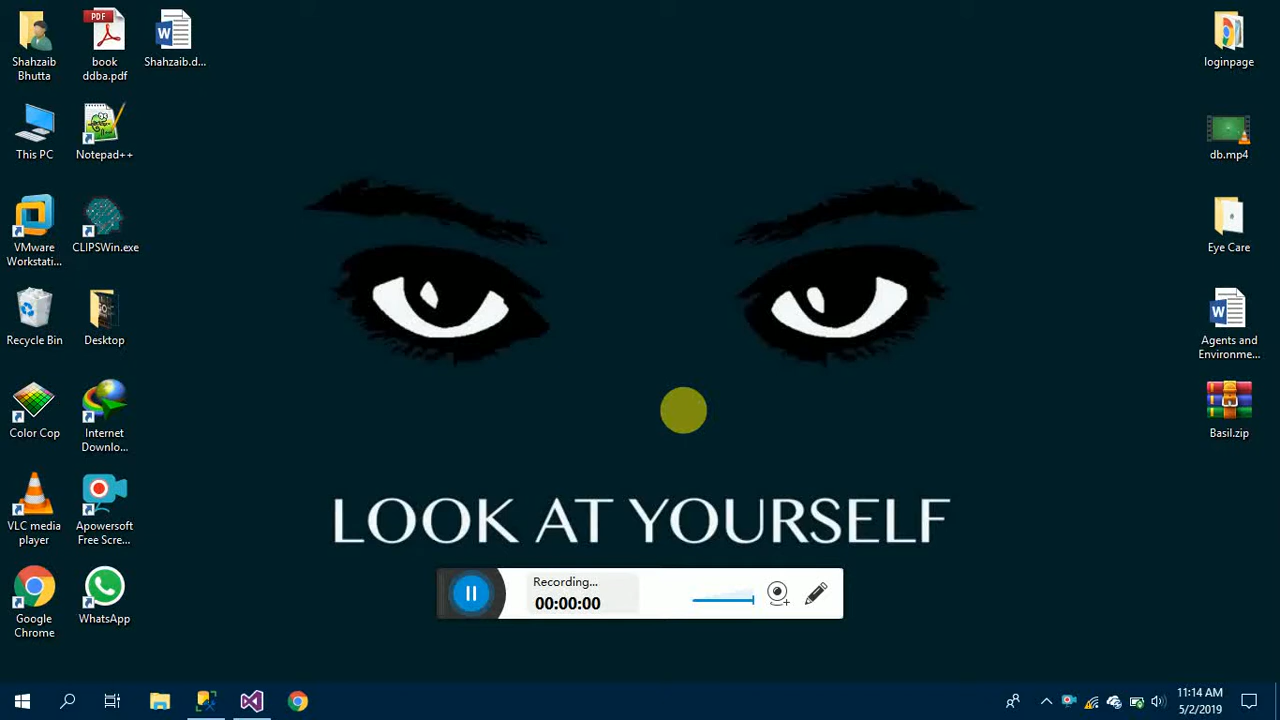 Shahzaib
Bhutta
book
ddba.pdf
Shahzaib.d...
This PC
Notepad++
VMware
Workstati...
CLIPSWin.exe
Recycle Bin
Desktop
Color Cop
Internet
Downlo...
VLC media
player
Apowersoft
Free Scre...
Google
Chrome
WhatsApp
loginpage
db.mp4
Eye Care
Agents and
Environme...
Basil.zip
LOOK AT YOURSELF
Recording...
00:00:00
11:14 AM
5/2/2019